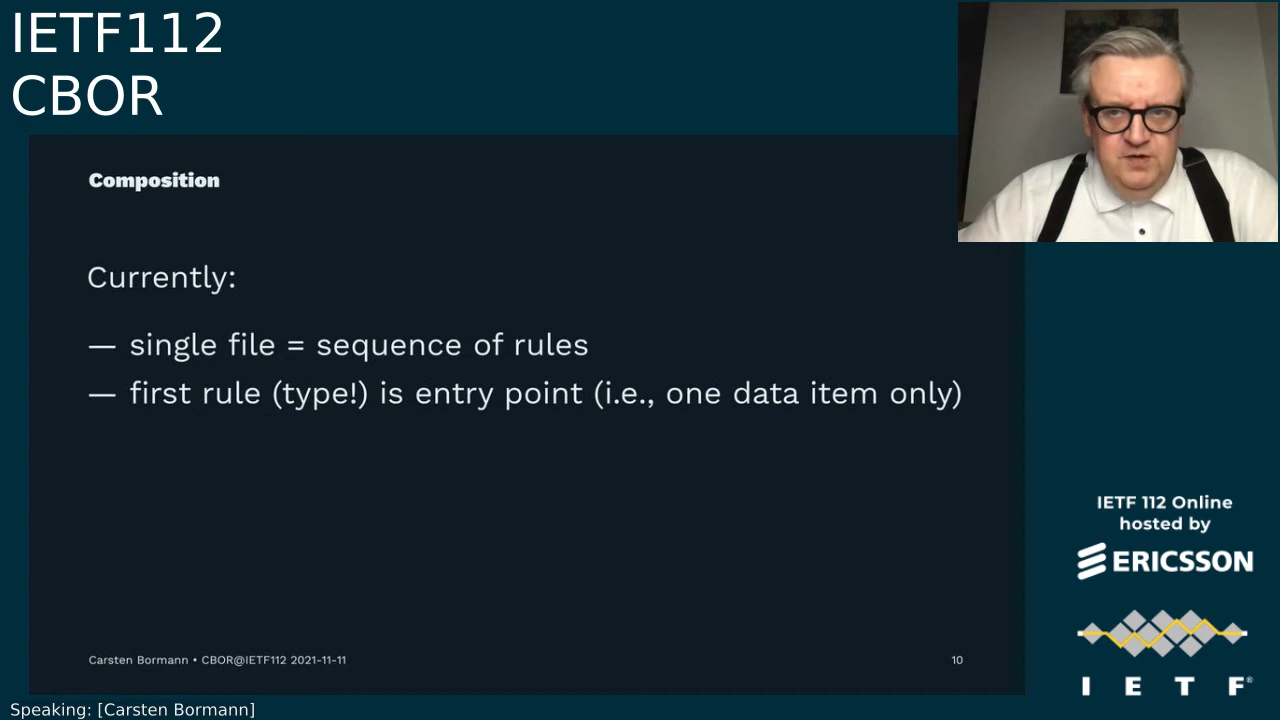 IETF112
CBOR
Composition
Currently:
— single file = sequence of rules
— first rule (type!) is entry point (i.e., one data item only)
Carsten Bormann • CBOR@IETF112 2021-11-11
10
IETF 112 Online
hosted by
ERICSSON
I E T F®
Speaking: [Carsten Bormann]